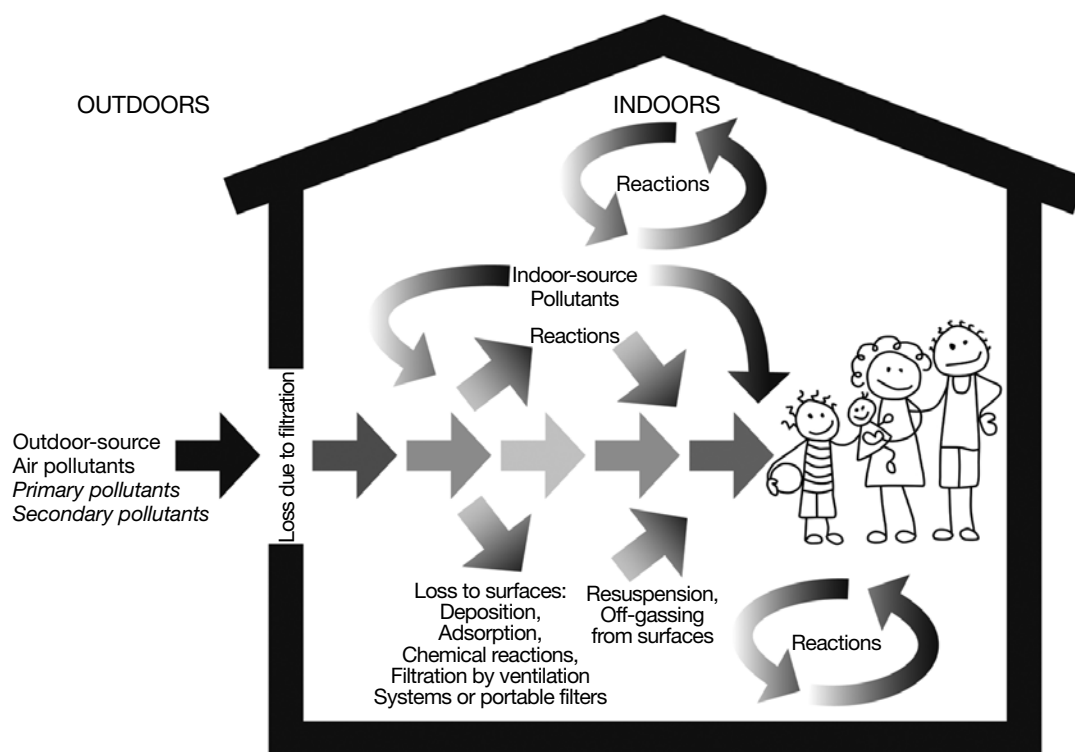 OUTDOORS
INDOORS
Reactions
Indoor-source
Pollutants
Reactions
Loss due to filtration
Outdoor-source
Air pollutants
Primary pollutants
Secondary pollutants
Loss to surfaces:
Deposition,
Adsorption,
Chemical reactions,
Filtration by ventilation
Systems or portable filters
Resuspension,
Off-gassing
from surfaces
Reactions